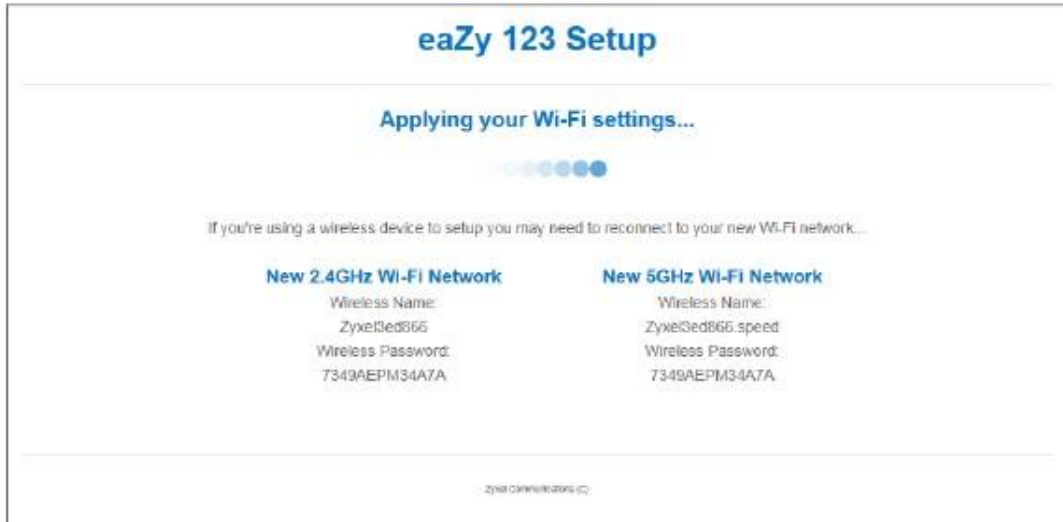 eaZy 123 Setup
Applying your Wi-Fi settings...
If you're using a wireless device to setup you may need to reconnect to your new Wi-Fi network...
New 2.4GHz Wi-Fi Network
New 5GHz Wi-Fi Network
Wireless Name:
Wireless Name:
Zyxel3ed866
Zyxel3ed866.speed
Wireless Password:
Wireless Password:
7349AEPM34A7A
7349AEPM34A7A
Zyxel Communications (C)